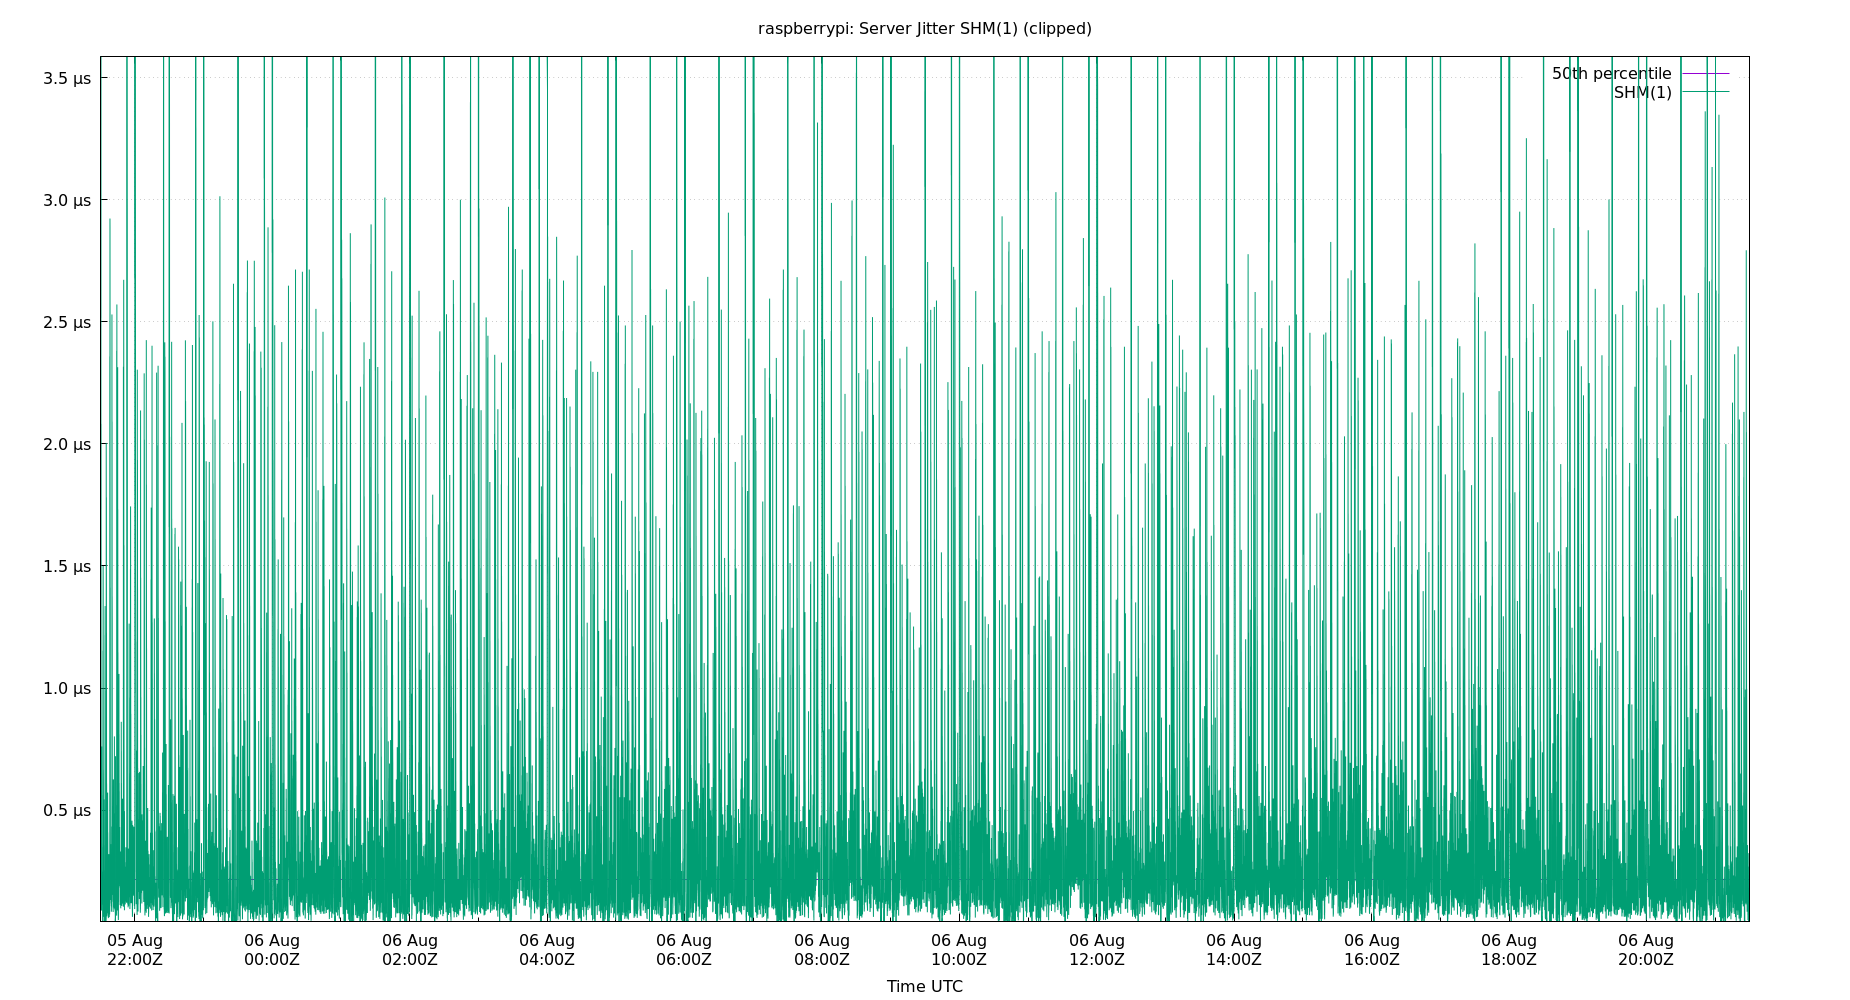 raspberrypi: Server Jitter SHM(1) (clipped)
3.5 µs
3.0 µs
2.5 µs
2.0 µs
1.5 µs
1.0 µs
0.5 µs
50th percentile
SHM(1)
05 Aug 06 Aug 06 Aug 06 Aug 06 Aug 06 Aug 06 Aug 06 Aug 06 Aug 06 Aug 06 Aug 06 Aug
22:00Z 00:00Z 02:00Z 04:00Z 06:00Z 08:00Z 10:00Z 12:00Z 14:00Z 16:00Z 18:00Z 20:00Z
Time UTC